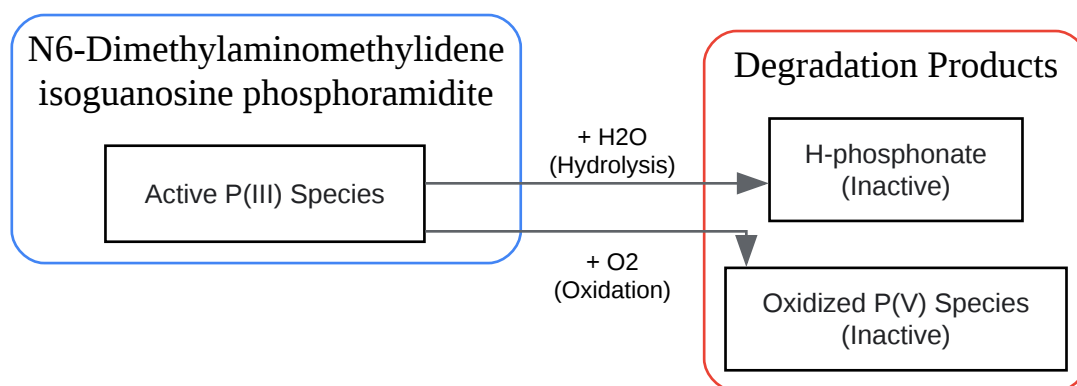 N6-Dimethylaminomethylidene
isoguanosine phosphoramidite
Active P(III) Species
+ H2O
(Hydrolysis)
+ O2
(Oxidation)
Degradation Products
H-phosphonate
(Inactive)
Oxidized P(V) Species
(Inactive)